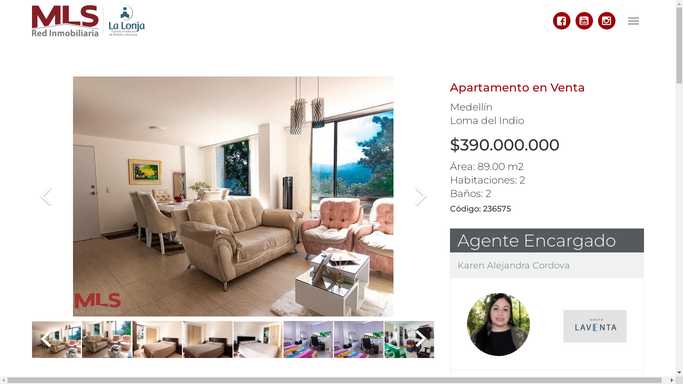 MLS
Red Inmobiliaria
La Lonja
Apartamento en Venta
Medellín
Loma del Indio
$390.000.000
Área: 89.00 m2
Habitaciones: 2
Baños: 2
Código: 236575
Agente Encargado
Karen Alejandra Cordova
MLS
LAVENTA